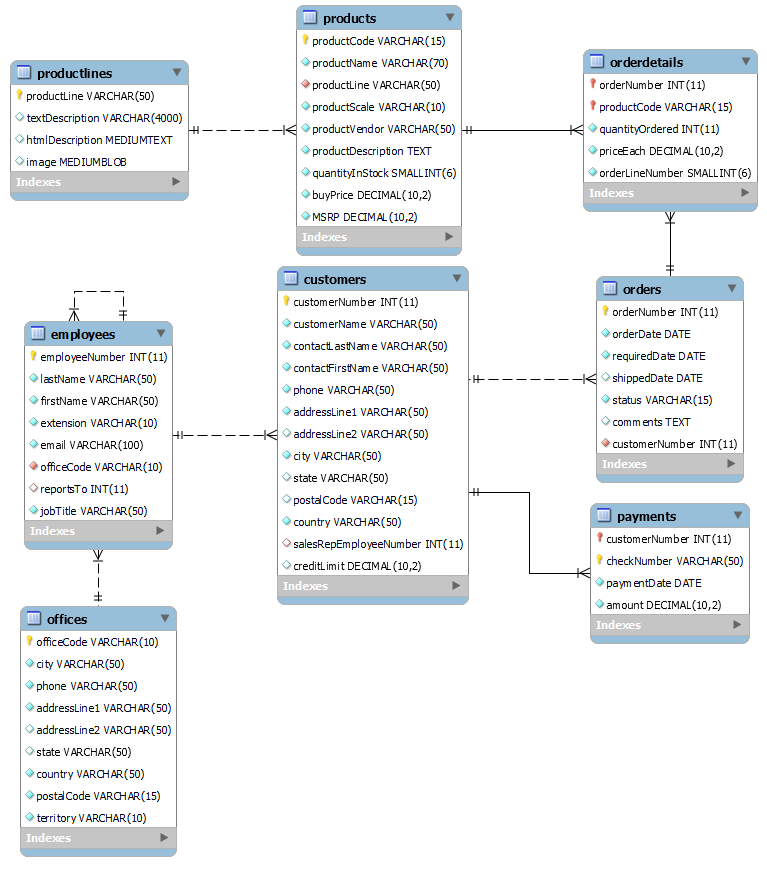 products
productCode VARCHAR(15)
productName VARCHAR(70)
productLine VARCHAR(50)
productScale VARCHAR(10)
productVendor VARCHAR(50)
productDescription TEXT
quantityInStock SMALLINT(6)
buyPrice DECIMAL(10,2)
MSRP DECIMAL(10,2)
Indexes
productlines
productLine VARCHAR(50)
textDescription VARCHAR(4000)
htmlDescription MEDIUMTEXT
image MEDIUMBLOB
Indexes
orderdetails
orderNumber INT(11)
productCode VARCHAR(15)
quantityOrdered INT(11)
priceEach DECIMAL(10,2)
orderLineNumber SMALLINT(6)
Indexes
employees
employeeNumber INT(11)
lastName VARCHAR(50)
firstName VARCHAR(50)
extension VARCHAR(10)
email VARCHAR(100)
officeCode VARCHAR(10)
reportsTo INT(11)
jobTitle VARCHAR(50)
Indexes
customers
customerNumber INT(11)
customerName VARCHAR(50)
contactLastName VARCHAR(50)
contactFirstName VARCHAR(50)
phone VARCHAR(50)
addressLine1 VARCHAR(50)
addressLine2 VARCHAR(50)
city VARCHAR(50)
state VARCHAR(50)
postalCode VARCHAR(15)
country VARCHAR(50)
salesRepEmployeeNumber INT(11)
creditLimit DECIMAL(10,2)
Indexes
orders
orderNumber INT(11)
orderDate DATE
requiredDate DATE
shippedDate DATE
status VARCHAR(15)
comments TEXT
customerNumber INT(11)
Indexes
payments
customerNumber INT(11)
checkNumber VARCHAR(50)
paymentDate DATE
amount DECIMAL(10,2)
Indexes
offices
officeCode VARCHAR(10)
city VARCHAR(50)
phone VARCHAR(50)
addressLine1 VARCHAR(50)
addressLine2 VARCHAR(50)
state VARCHAR(50)
country VARCHAR(50)
postalCode VARCHAR(15)
territory VARCHAR(10)
Indexes